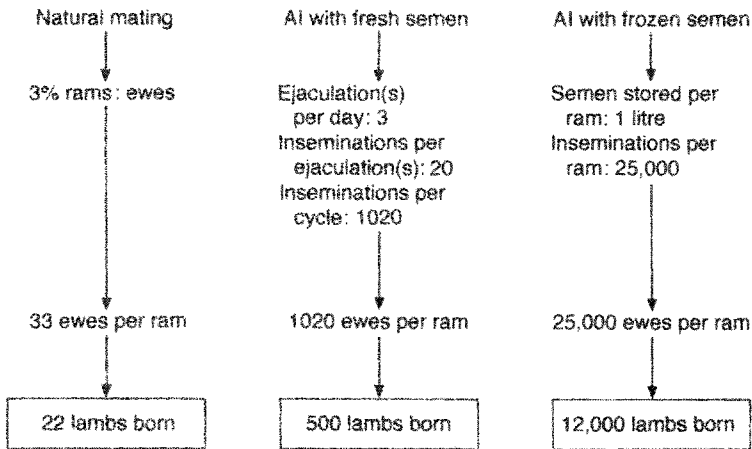 Natural mating
3% rams: ewes
33 ewes per ram
22 lambs born
AI with fresh semen
Ejaculation(s)
per day: 3
Inseminations per
ejaculation(s): 20
Inseminations per
cycle: 1020
1020 ewes per ram
500 lambs born
AI with frozen semen
Semen stored per
ram: 1 litre
Inseminations per
ram: 25,000
25,000 ewes per ram
12,000 lambs born